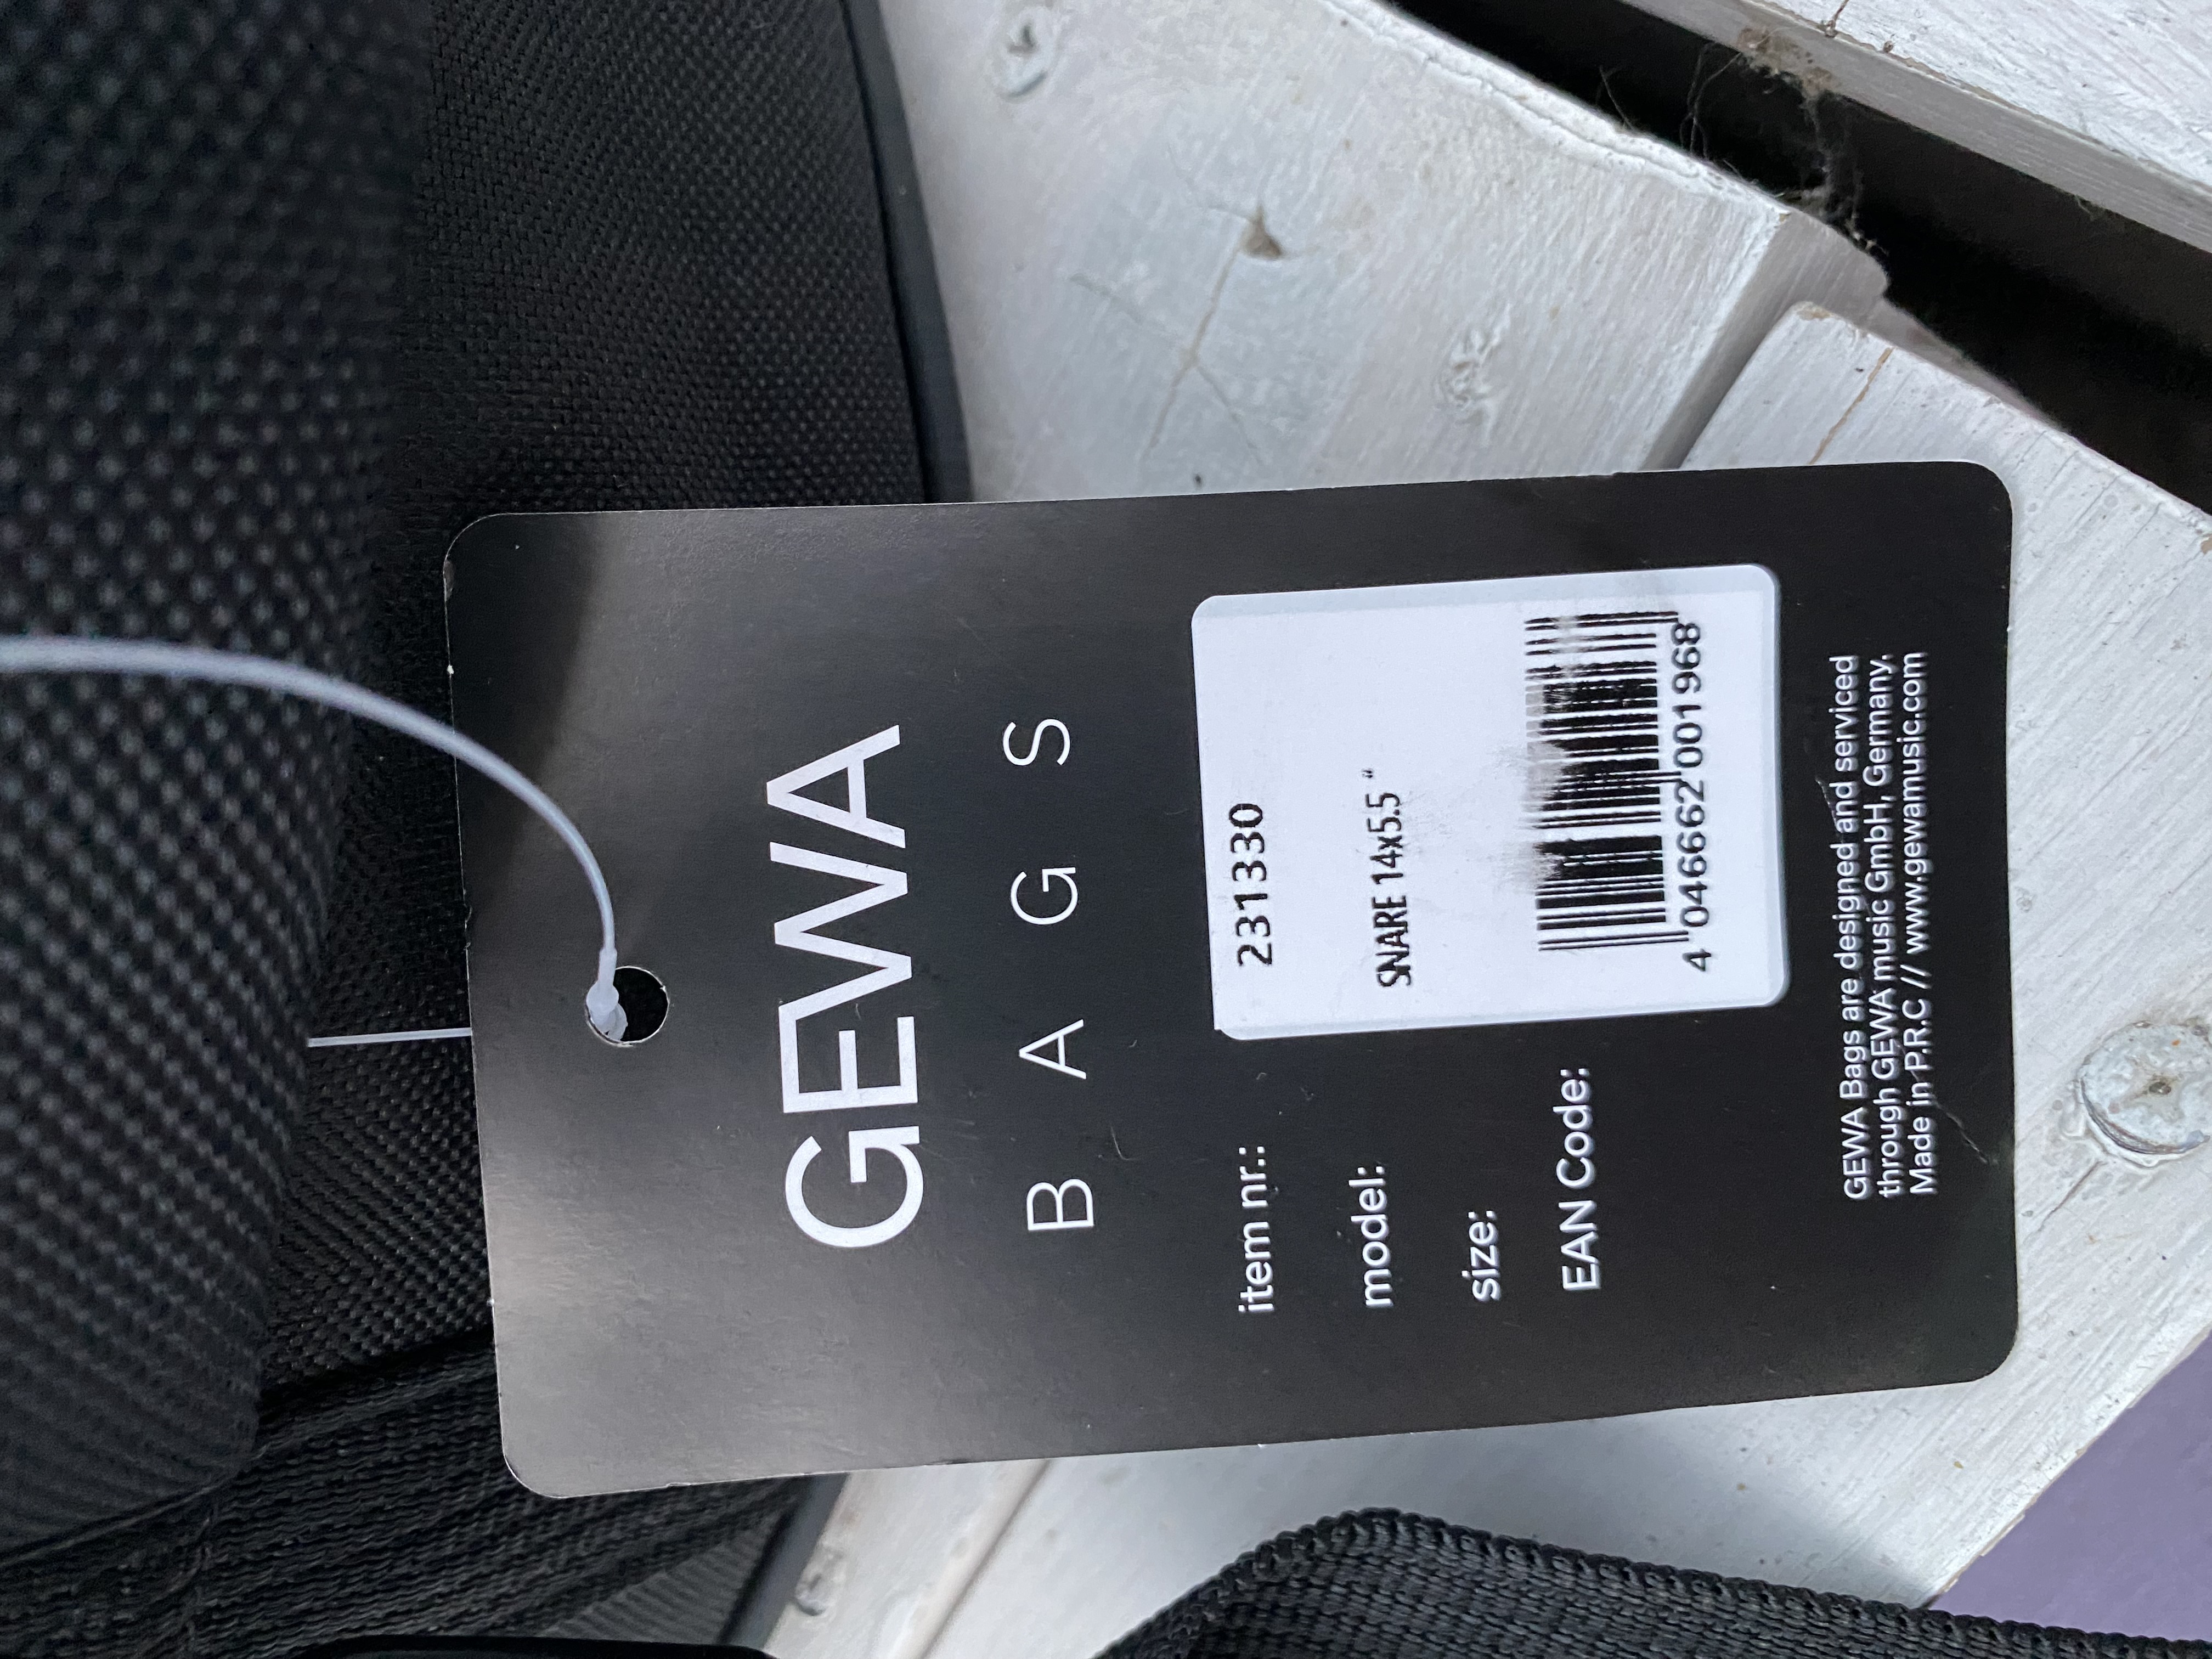 GEWA
BAGS
item nr.: 231330
model: SNARE 14x5.5“
size:
EAN Code:
4 046662 001968
GEWA Bags are designed and serviced
through GEWA music GmbH, Germany.
Made in P.R.C // www.gewamusic.com